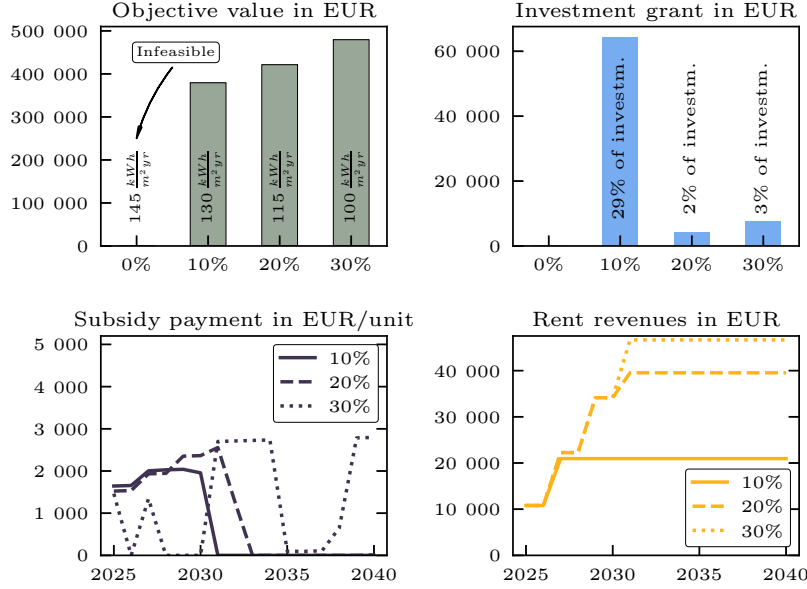 Objective value in EUR
500 000
400 000
300 000
200 000
100 000
0
Infeasible
145 kWh/m²yr
130 kWh/m²yr
115 kWh/m²yr
100 kWh/m²yr
0% 10% 20% 30%
Investment grant in EUR
60 000
40 000
20 000
0
29% of investm.
2% of investm.
3% of investm.
0% 10% 20% 30%
Subsidy payment in EUR/unit
5 000
4 000
3 000
2 000
1 000
0
10%
20%
30%
2025 2030 2035 2040
Rent revenues in EUR
40 000
30 000
20 000
10 000
0
10%
20%
30%
2025 2030 2035 2040